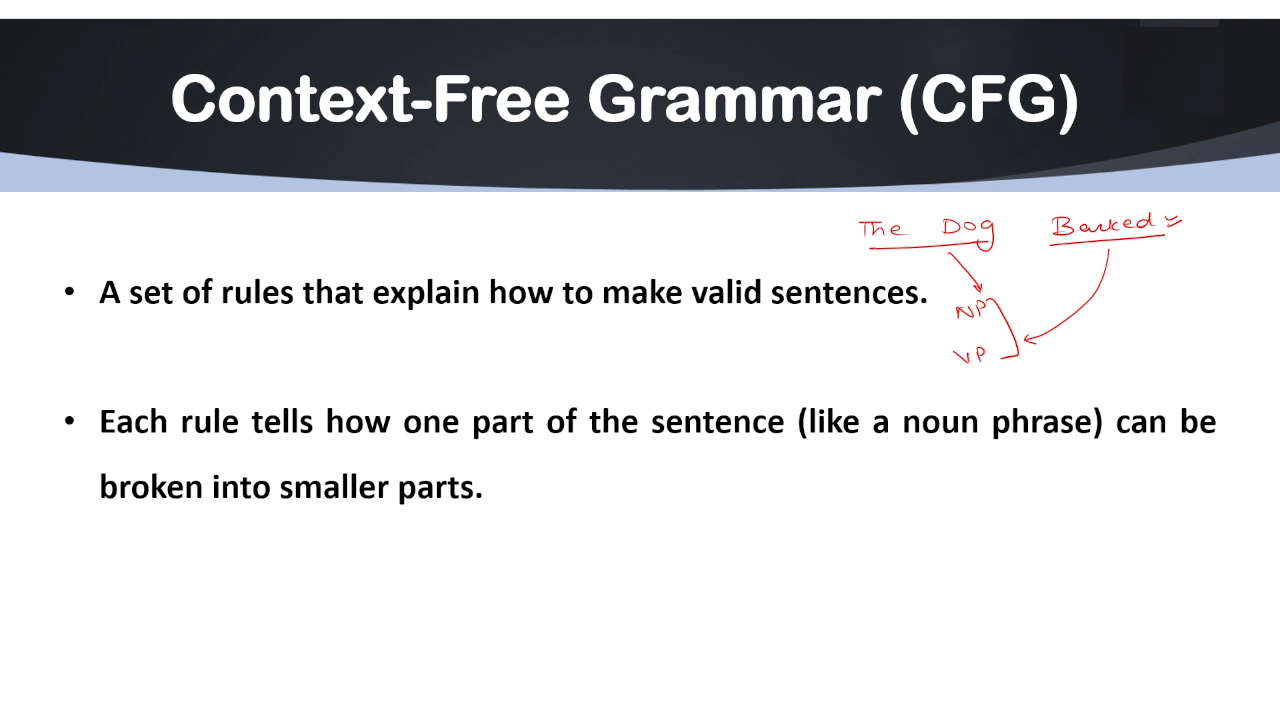 Context-Free Grammar (CFG)
The Dog Barked
• A set of rules that explain how to make valid sentences.
NP
VP
• Each rule tells how one part of the sentence (like a noun phrase) can be
broken into smaller parts.